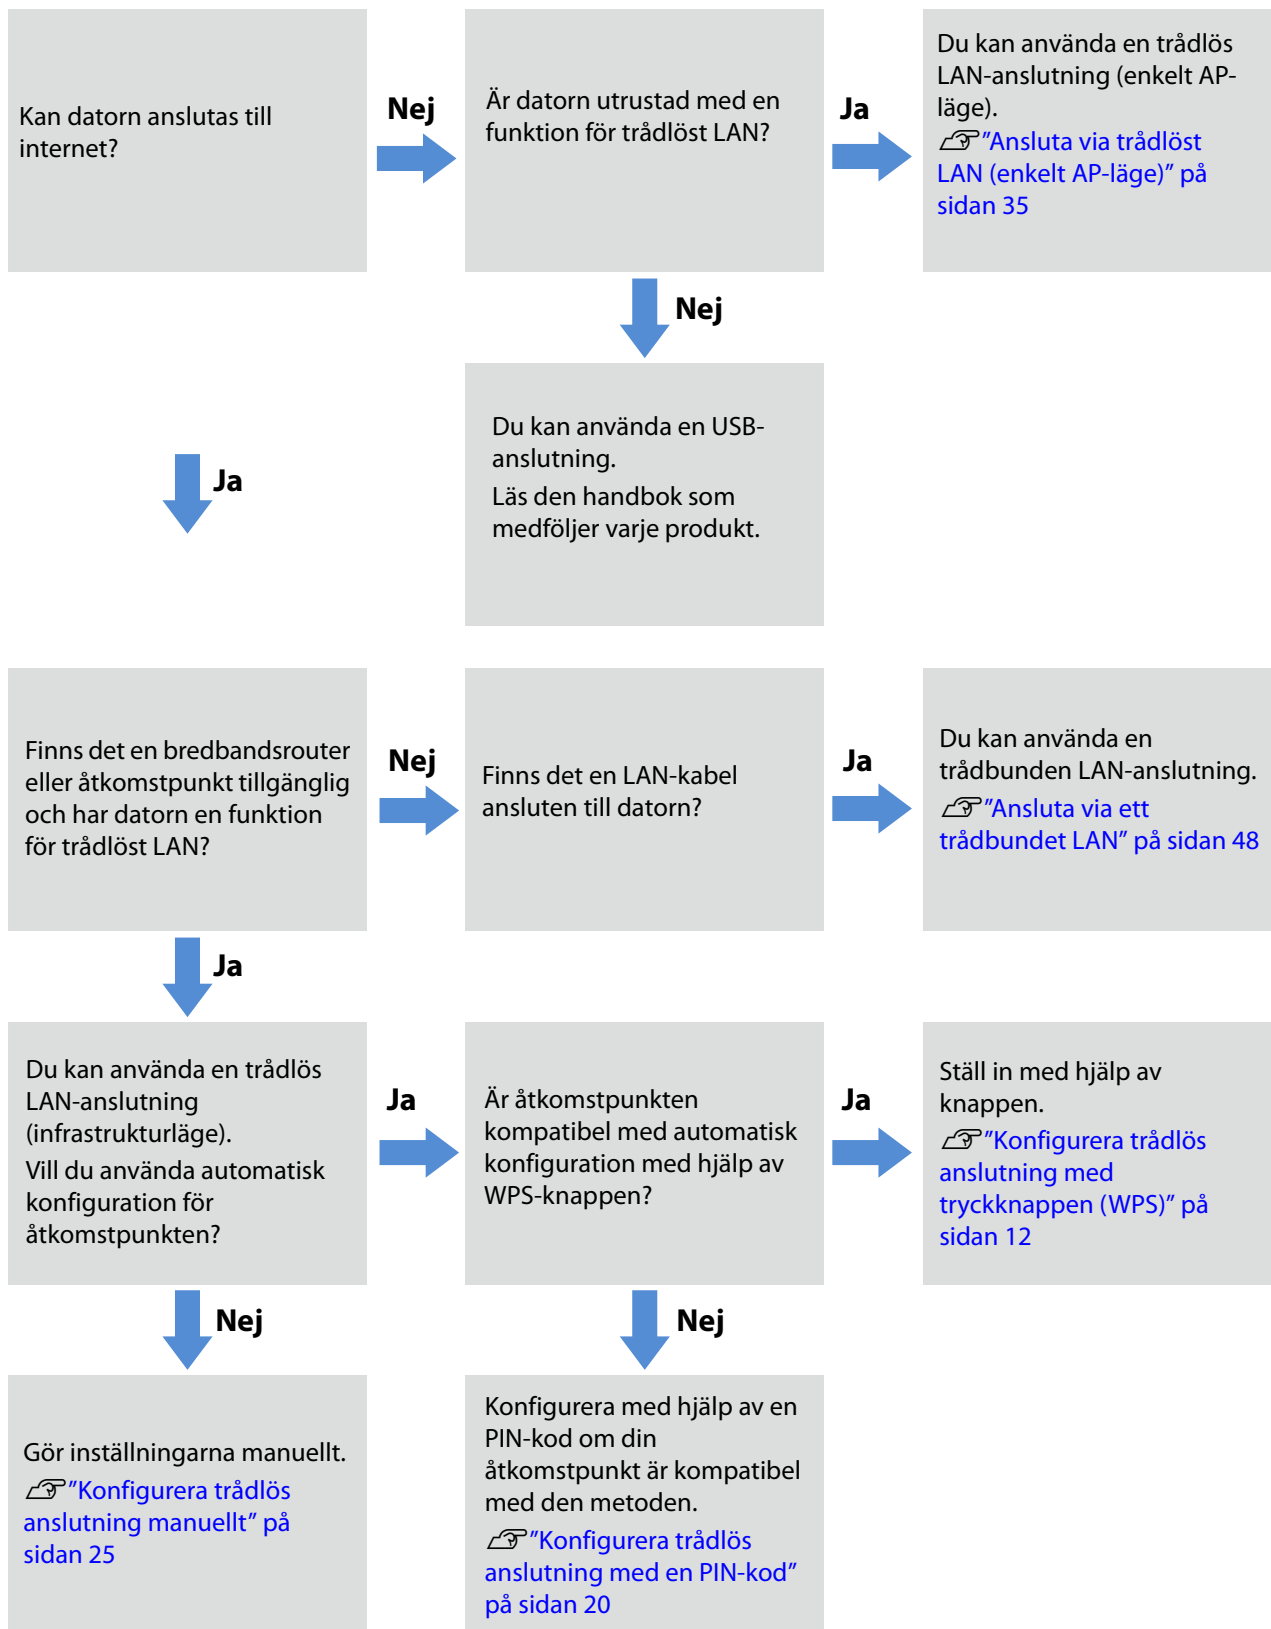 Kan datorn anslutas till
internet?
Nej
Är datorn utrustad med en
funktion för trådlöst LAN?
Ja
Du kan använda en trådlös
LAN-anslutning (enkelt AP-
läge).
"Ansluta via trådlöst
LAN (enkelt AP-läge)" på
sidan 35
Nej
Du kan använda en USB-
anslutning.
Läs den handbok som
medföljer varje produkt.
Ja
Finns det en bredbandsrouter
eller åtkomstpunkt tillgänglig
och har datorn en funktion
för trådlöst LAN?
Nej
Finns det en LAN-kabel
ansluten till datorn?
Ja
Du kan använda en
trådbunden LAN-anslutning.
"Ansluta via ett
trådbundet LAN" på sidan 48
Ja
Du kan använda en trådlös
LAN-anslutning
(infrastrukturläge).
Vill du använda automatisk
konfiguration för
åtkomstpunkten?
Ja
Är åtkomstpunkten
kompatibel med automatisk
konfiguration med hjälp av
WPS-knappen?
Ja
Ställ in med hjälp av
knappen.
"Konfigurera trådlös
anslutning med
tryckknappen (WPS)" på
sidan 12
Nej
Nej
Gör inställningarna manuellt.
"Konfigurera trådlös
anslutning manuellt" på
sidan 25
Konfigurera med hjälp av en
PIN-kod om din
åtkomstpunkt är kompatibel
med den metoden.
"Konfigurera trådlös
anslutning med en PIN-kod"
på sidan 20